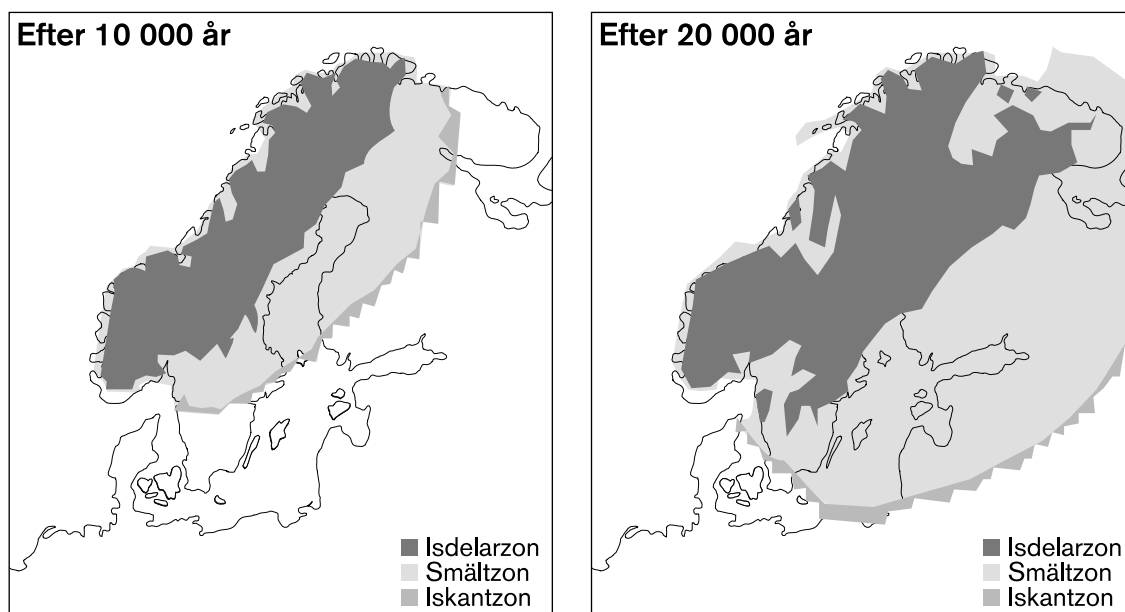 Efter 10 000 år
Isdelarzon
Smältzon
Iskantzon
Efter 20 000 år
Isdelarzon
Smältzon
Iskantzon